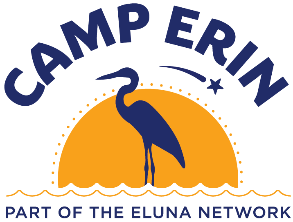 CAMP ERIN
PART OF THE ELUNA NETWORK